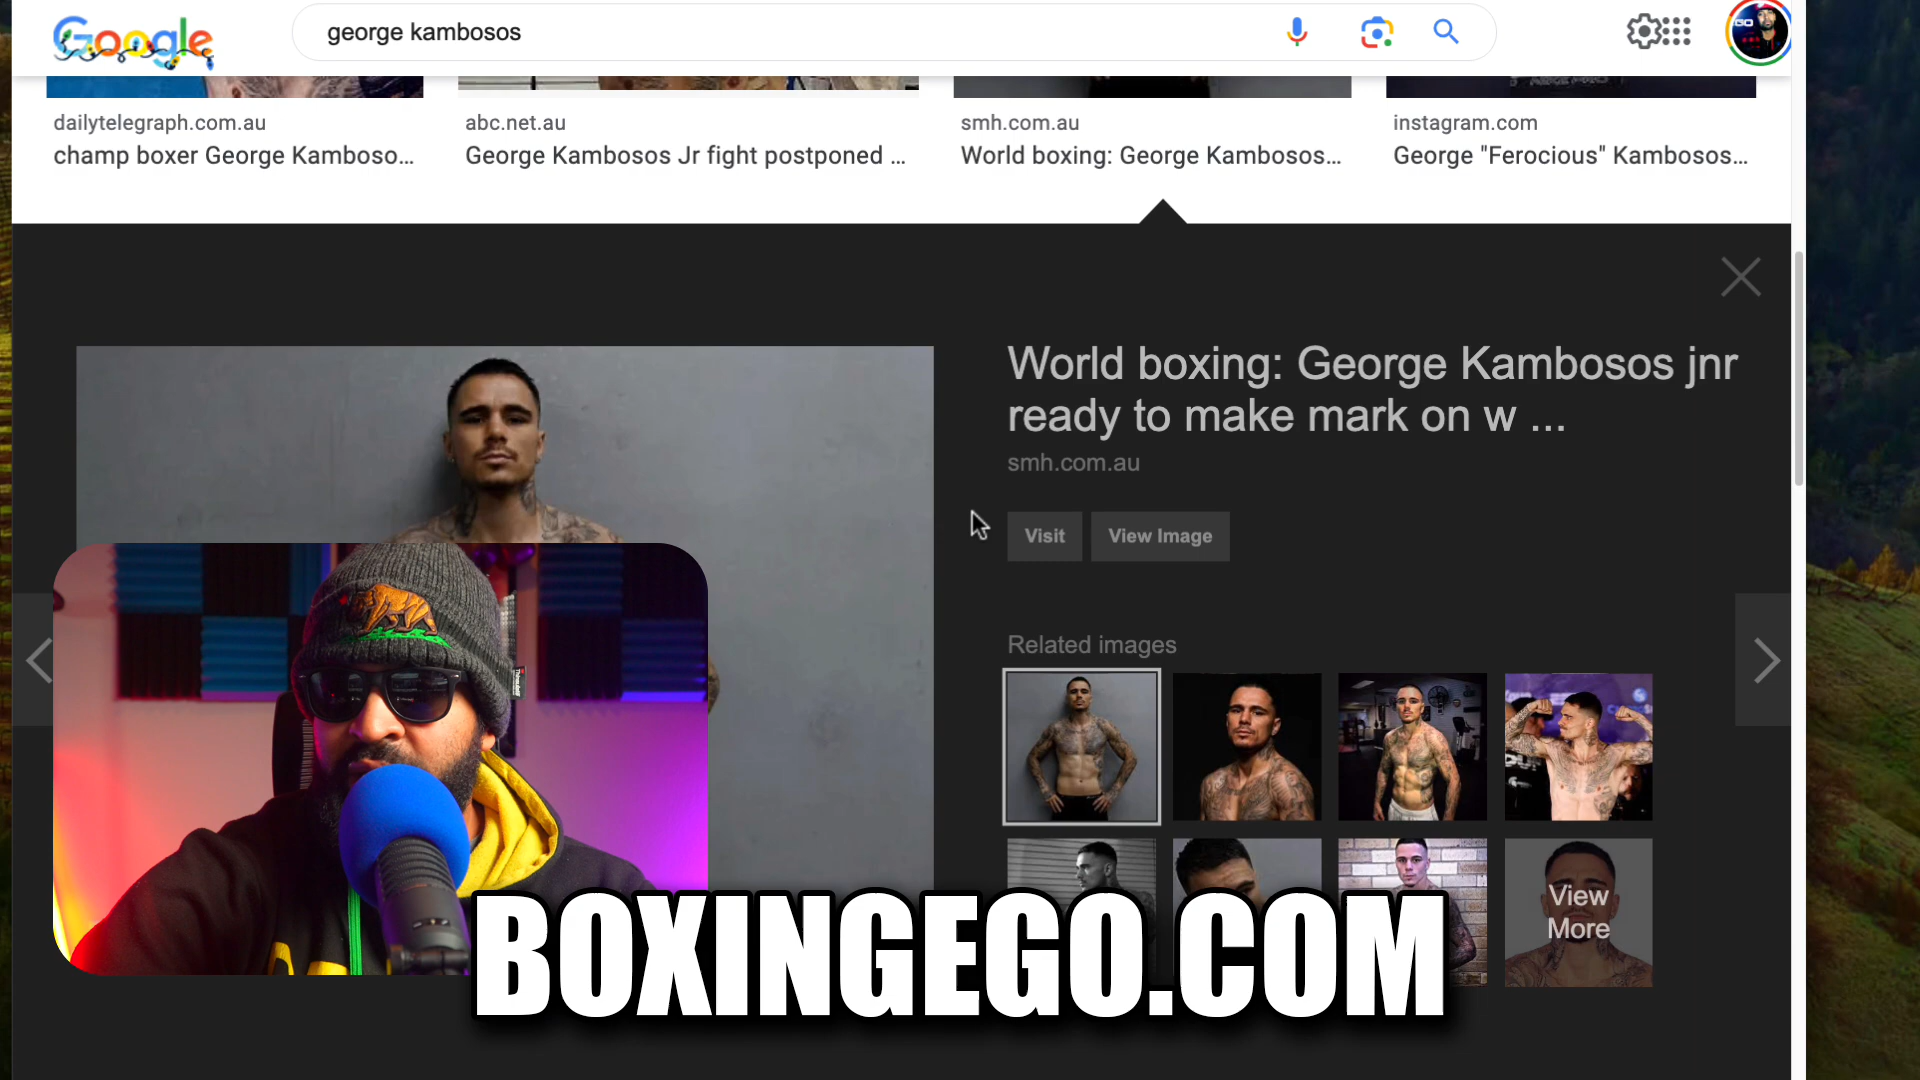 Google
george kambosos
dailytelegraph.com.au
champ boxer George Kamboso...
abc.net.au
George Kambosos Jr fight postponed ...
smh.com.au
World boxing: George Kambosos...
instagram.com
George "Ferocious" Kambosos...
World boxing: George Kambosos jnr
ready to make mark on w ...
smh.com.au
Visit
View Image
Related images
View
More
BOXINGEGO.COM